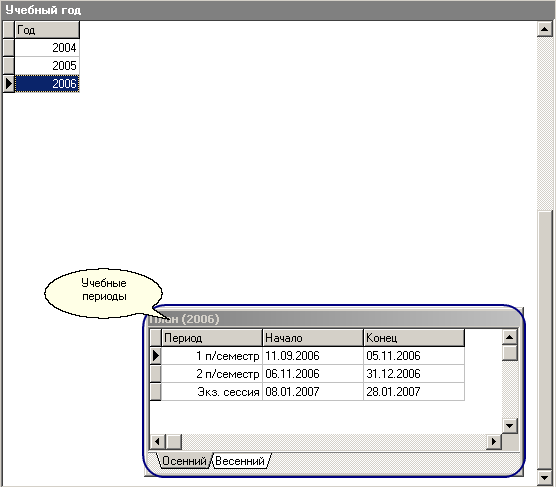 Учебный год
Год
2004
2005
2006
Учебные
периоды
План (2006)
Период Начало Конец
1 п/семестр 11.09.2006 05.11.2006
2 п/семестр 06.11.2006 31.12.2006
Экз. сессия 08.01.2007 28.01.2007
Осенний Весенний